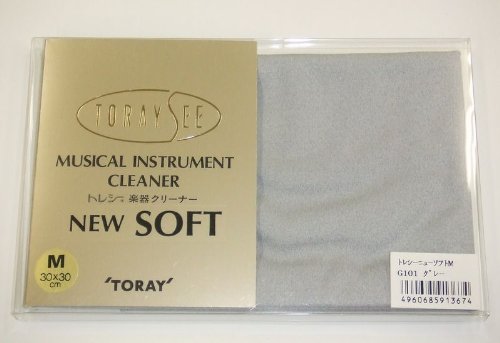 TORAYSEE
MUSICAL INSTRUMENT
CLEANER
トレシー 楽器クリーナー
NEW SOFT
M
30×30
cm
'TORAY'
トレシーニューソフトM
G101 グレー
4960685913674